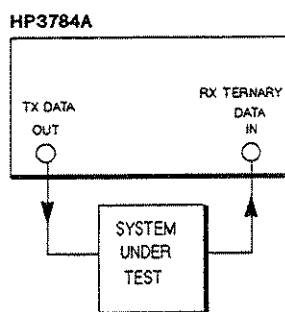 HP3784A
TX DATA
OUT
RX TERNARY
DATA
IN
SYSTEM
UNDER
TEST